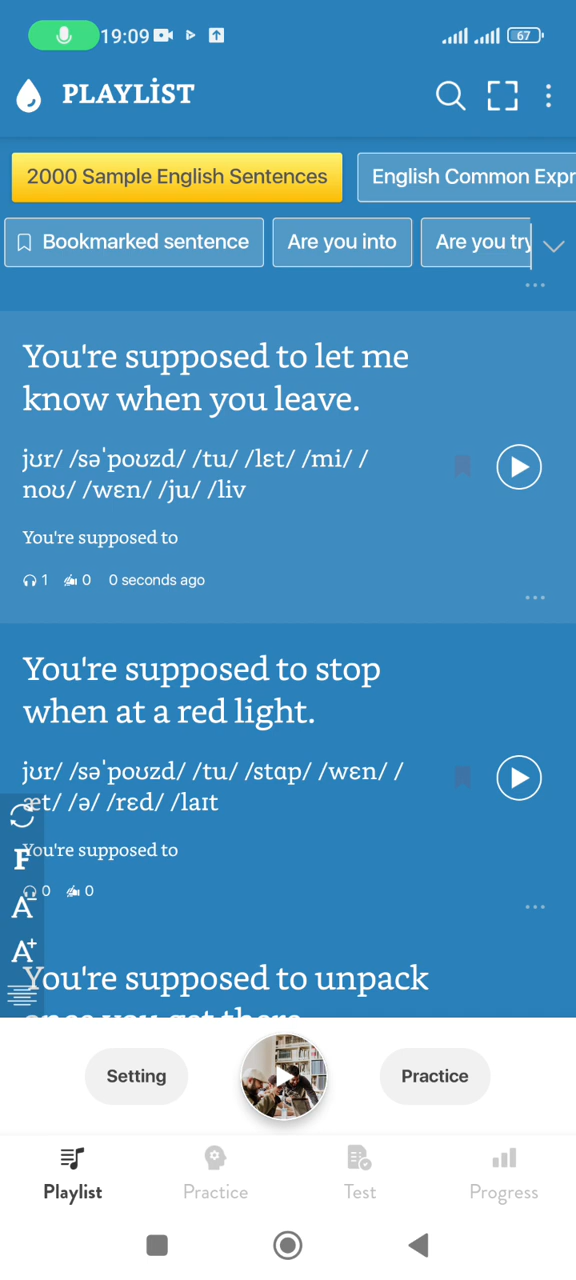 19:09
67
PLAYLİST
2000 Sample English Sentences
English Common Expr
Bookmarked sentence
Are you into
Are you try
You're supposed to let me
know when you leave.
jʊr/ /səˈpoʊzd/ /tu/ /lɛt/ /mi/ /
noʊ/ /wɛn/ /ju/ /liv
You're supposed to
1 0 0 seconds ago
You're supposed to stop
when at a red light.
jʊr/ /səˈpoʊzd/ /tu/ /stɑp/ /wɛn/ /
æt/ /ə/ /rɛd/ /laɪt
You're supposed to
F
0 0
A-
A+
You're supposed to unpack
once you get there
Setting
Practice
Playlist
Practice
Test
Progress